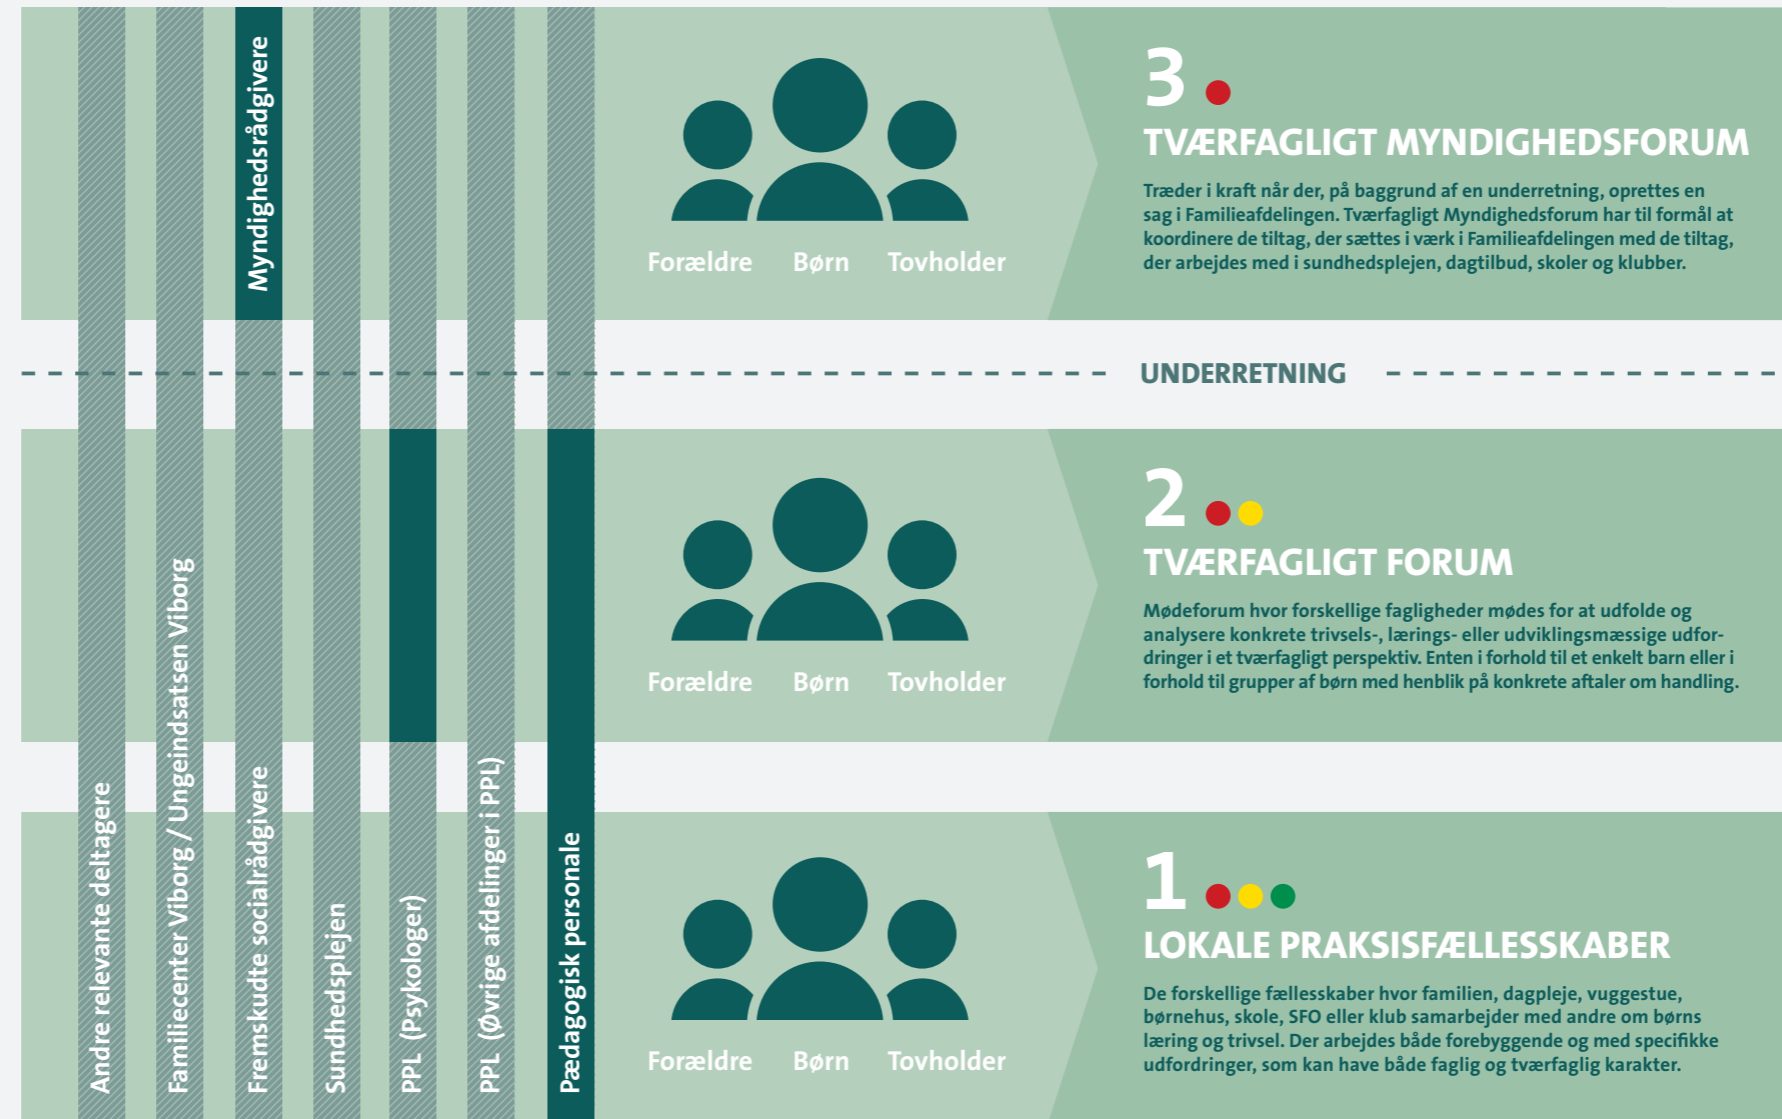 Myndighedsrådgivere
Forældre Børn Tovholder
3
TVÆRFAGLIGT MYNDIGHEDSFORUM
Træder i kraft når der, på baggrund af en underretning, oprettes en
sag i Familieafdelingen. Tværfagligt Myndighedsforum har til formål at
koordinere de tiltag, der sættes i værk i Familieafdelingen med de tiltag,
der arbejdes med i sundhedsplejen, dagtilbud, skoler og klubber.
UNDERRETNING
Forældre Børn Tovholder
2
TVÆRFAGLIGT FORUM
Mødeforum hvor forskellige fagligheder mødes for at udfolde og
analysere konkrete trivsels-, lærings- eller udviklingsmæssige udfor-
dringer i et tværfagligt perspektiv. Enten i forhold til et enkelt barn eller i
forhold til grupper af børn med henblik på konkrete aftaler om handling.
Andre relevante deltagere
Familiecenter Viborg / Ungeindsatsen Viborg
Fremskudte socialrådgivere
Sundhedsplejen
PPL (Psykologer)
PPL (Øvrige afdelinger i PPL)
Pædagogisk personale
Forældre Børn Tovholder
1
LOKALE PRAKSISFÆLLESSKABER
De forskellige fællesskaber hvor familien, dagpleje, vuggestue,
børnehus, skole, SFO eller klub samarbejder med andre om børns
læring og trivsel. Der arbejdes både forebyggende og med specifikke
udfordringer, som kan have både faglig og tværfaglig karakter.